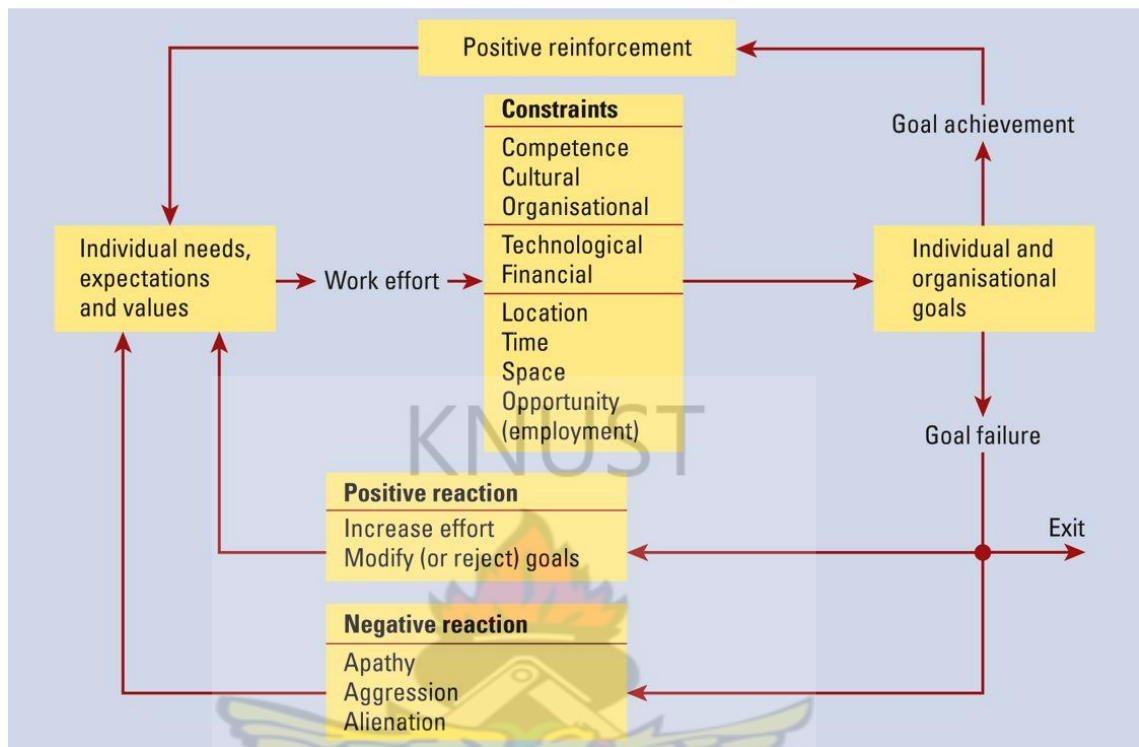 Positive reinforcement
Constraints
Competence
Cultural
Organisational
Technological
Financial
Location
Time
Space
Opportunity
(employment)
Goal achievement
Individual needs,
expectations
and values
Work effort
Individual and
organisational
goals
KNUST
Goal failure
Positive reaction
Increase effort
Modify (or reject) goals
Exit
Negative reaction
Apathy
Aggression
Alienation